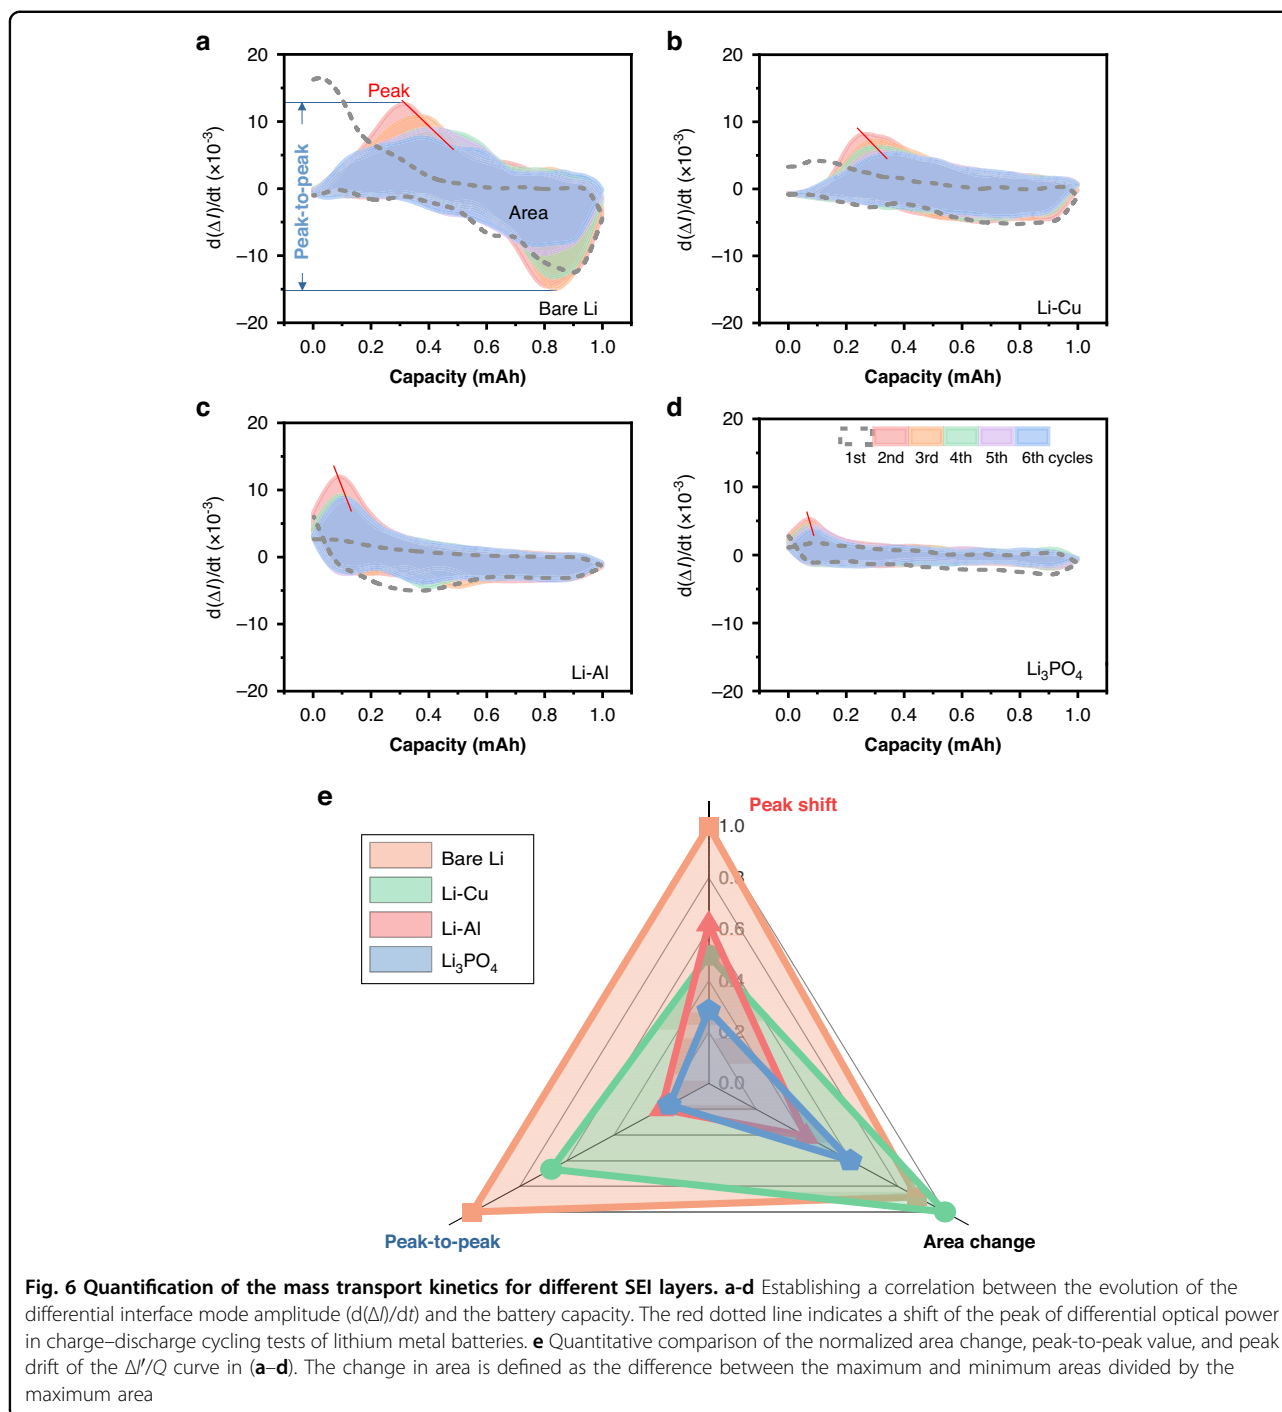 a
20
10
0
−10
−20
d(ΔI)/dt (×10⁻³)
Peak-to-peak
Peak
Area
Bare Li
0.0 0.2 0.4 0.6 0.8 1.0
Capacity (mAh)
b
20
10
0
−10
−20
d(ΔI)/dt (×10⁻³)
Li-Cu
0.0 0.2 0.4 0.6 0.8 1.0
Capacity (mAh)
c
20
10
0
−10
−20
d(ΔI)/dt (×10⁻³)
Li-Al
0.0 0.2 0.4 0.6 0.8 1.0
Capacity (mAh)
d
20
10
0
−10
−20
d(ΔI)/dt (×10⁻³)
1st 2nd 3rd 4th 5th 6th cycles
Li₃PO₄
0.0 0.2 0.4 0.6 0.8 1.0
Capacity (mAh)
e
Bare Li
Li-Cu
Li-Al
Li₃PO₄
Peak shift
1.0
0.8
0.6
0.4
0.2
0.0
Peak-to-peak
Area change
Fig. 6 Quantification of the mass transport kinetics for different SEI layers. a-d Establishing a correlation between the evolution of the
differential interface mode amplitude (d(ΔI)/dt) and the battery capacity. The red dotted line indicates a shift of the peak of differential optical power
in charge–discharge cycling tests of lithium metal batteries. e Quantitative comparison of the normalized area change, peak-to-peak value, and peak
drift of the ΔI′/Q curve in (a–d). The change in area is defined as the difference between the maximum and minimum areas divided by the
maximum area